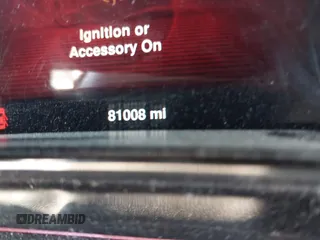 Ignition or
Accessory On
81008 mi
DREAMBID